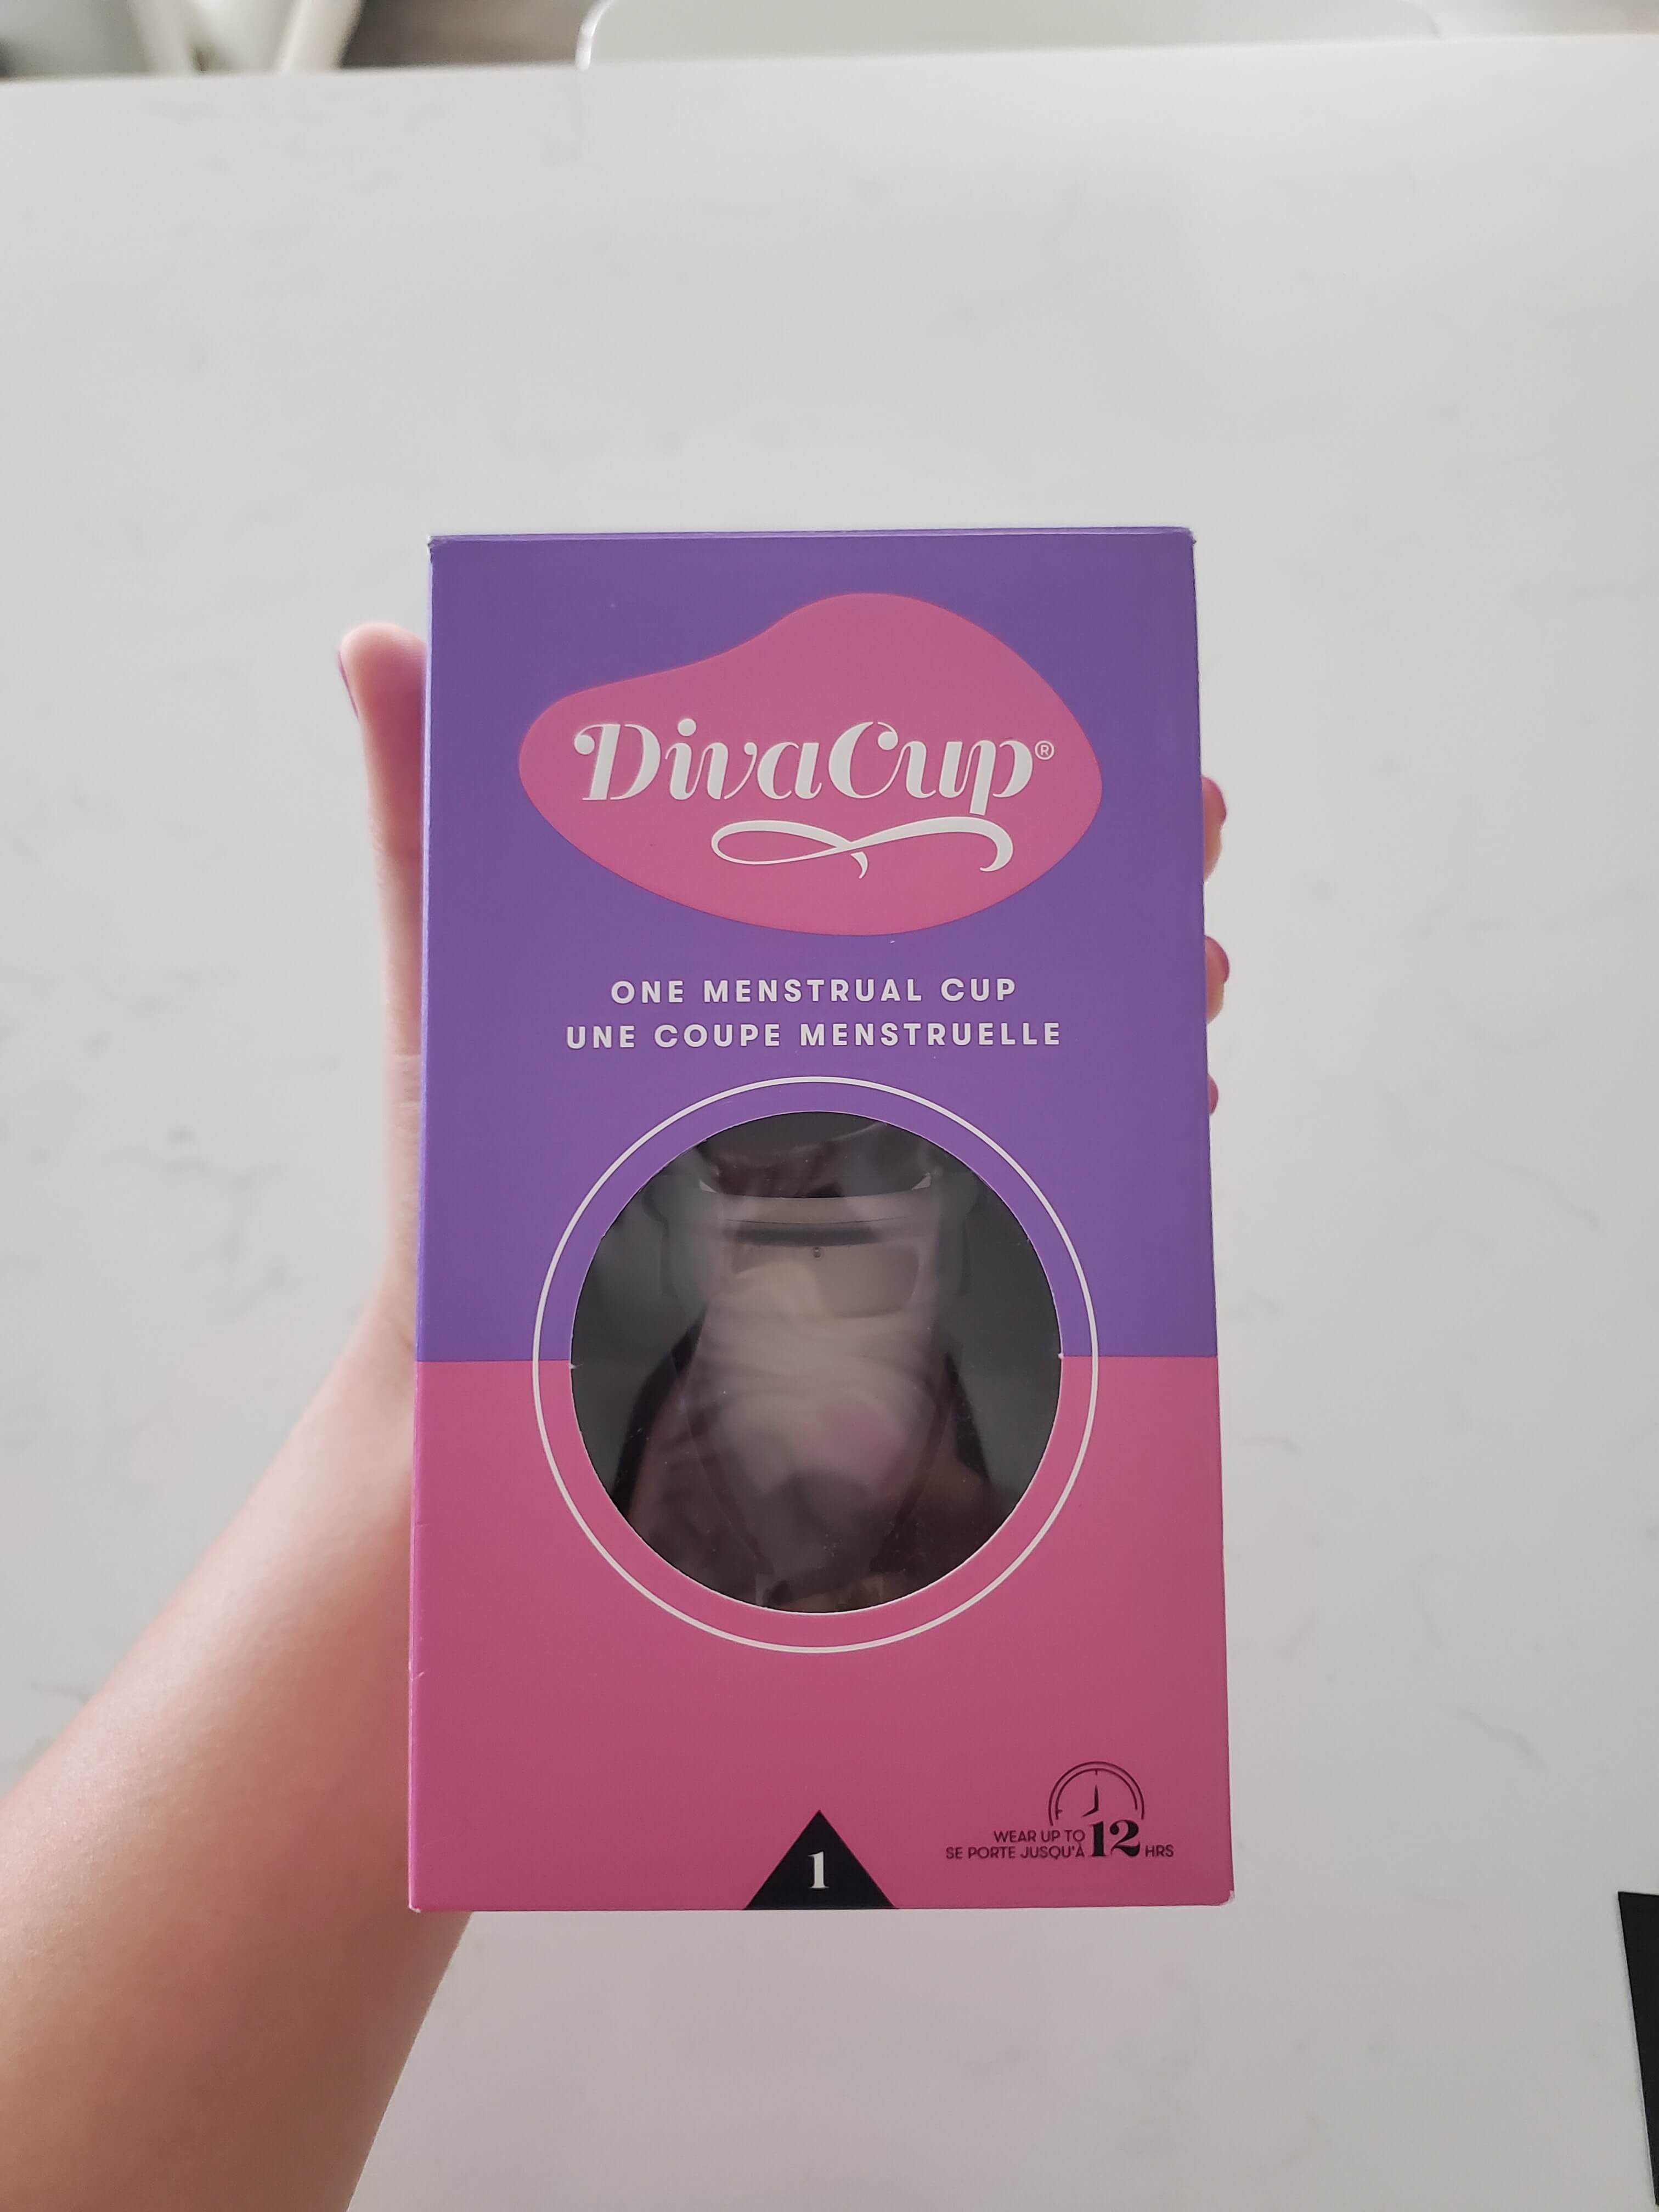 DivaCup®
ONE MENSTRUAL CUP
UNE COUPE MENSTRUELLE
WEAR UP TO
SE PORTE JUSQU'À 12 HRS
1